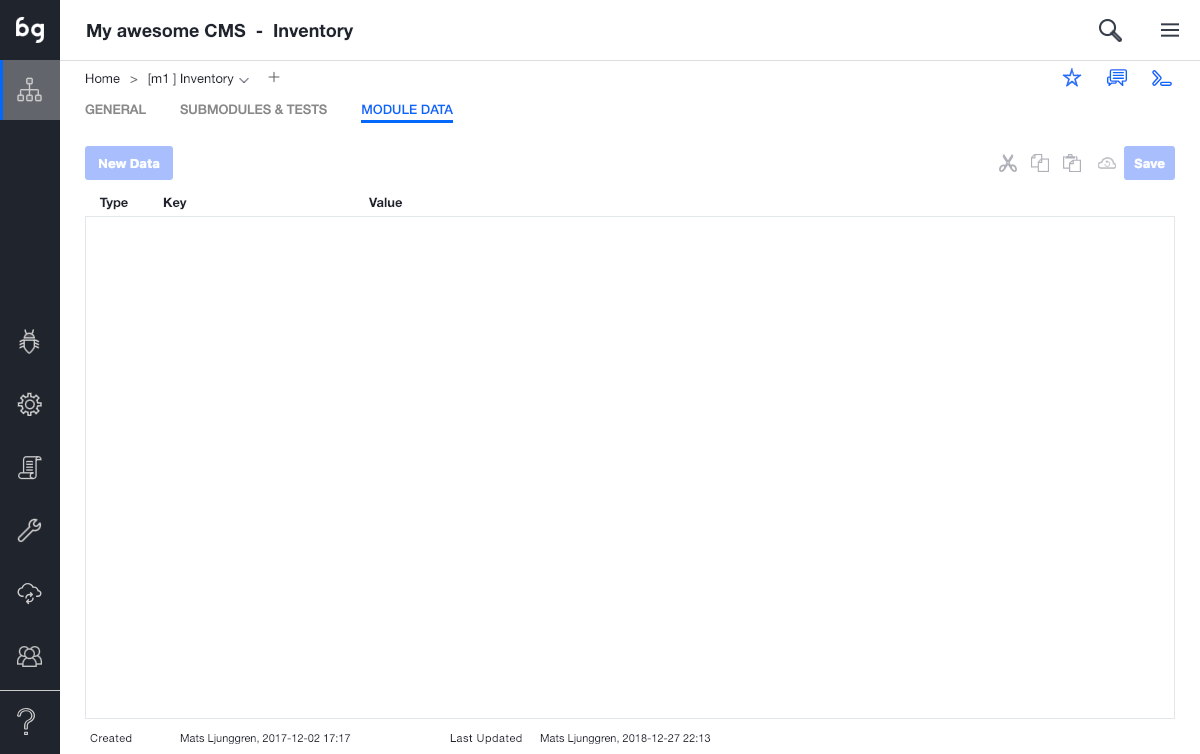 bg
My awesome CMS - Inventory
Home > [m1 ] Inventory +
GENERAL SUBMODULES & TESTS MODULE DATA
New Data Save
Type Key Value
Created Mats Ljunggren, 2017-12-02 17:17 Last Updated Mats Ljunggren, 2018-12-27 22:13